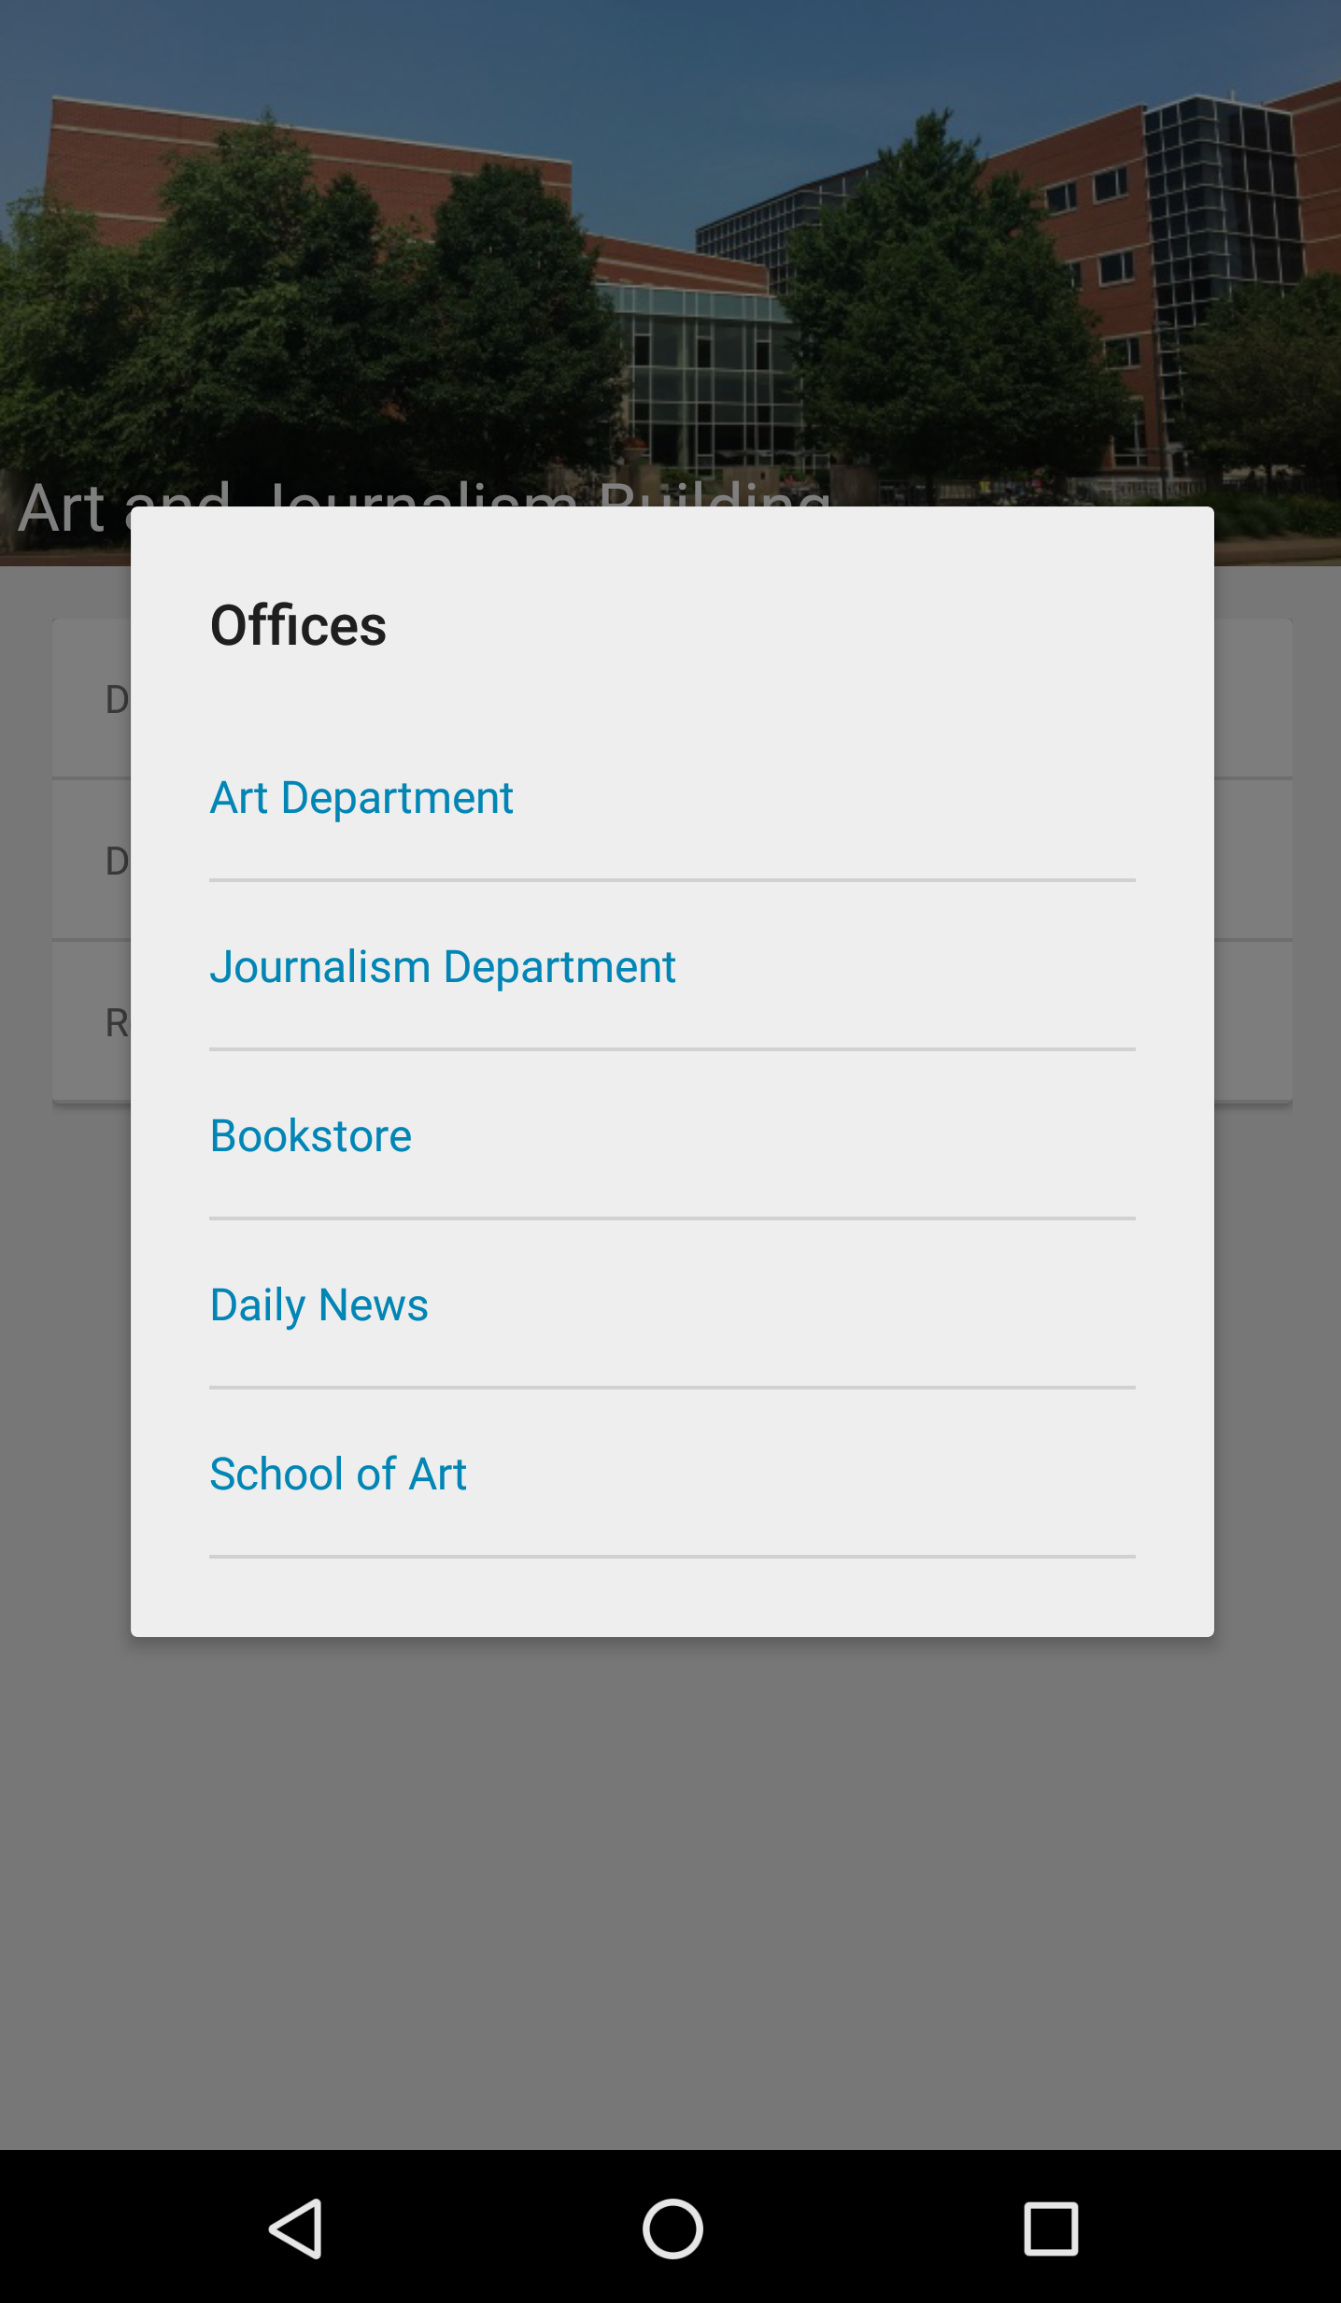 Art and Journalism Building
Offices
D
Art Department
D
Journalism Department
R
Bookstore
Daily News
School of Art